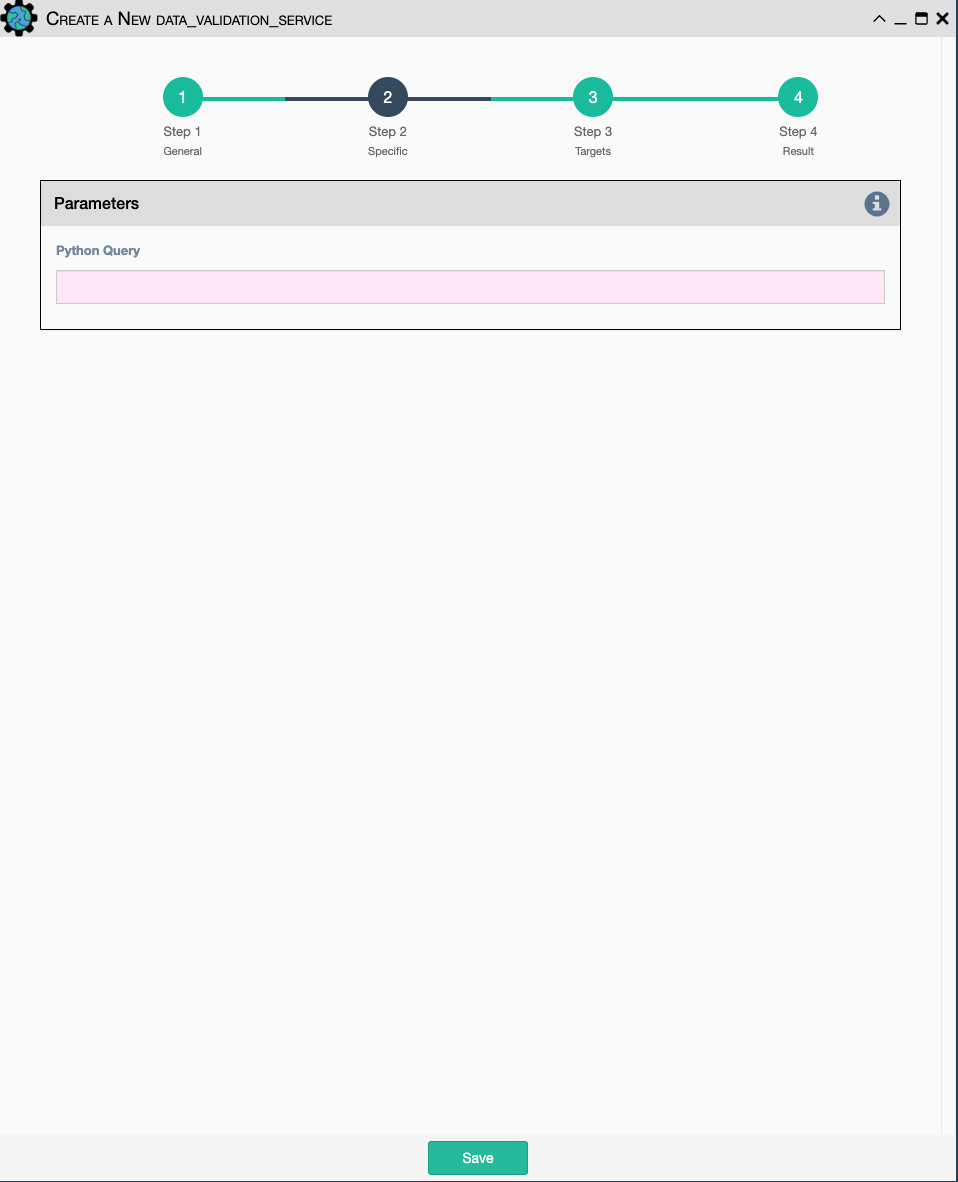 Create a New data_validation_service
1 2 3 4
Step 1 Step 2 Step 3 Step 4
General Specific Targets Result
Parameters
Python Query
Save